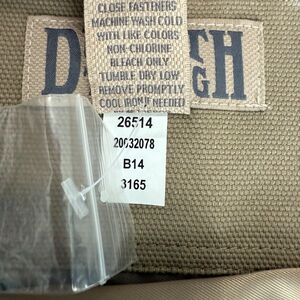 CLOSE FASTENERS
MACHINE WASH COLD
WITH LIKE COLORS
NON-CHLORINE
BLEACH ONLY
TUMBLE DRY LOW
REMOVE PROMPTLY
COOL IRON IF NEEDED
D
TH
G
26514
20032078
B14
3165